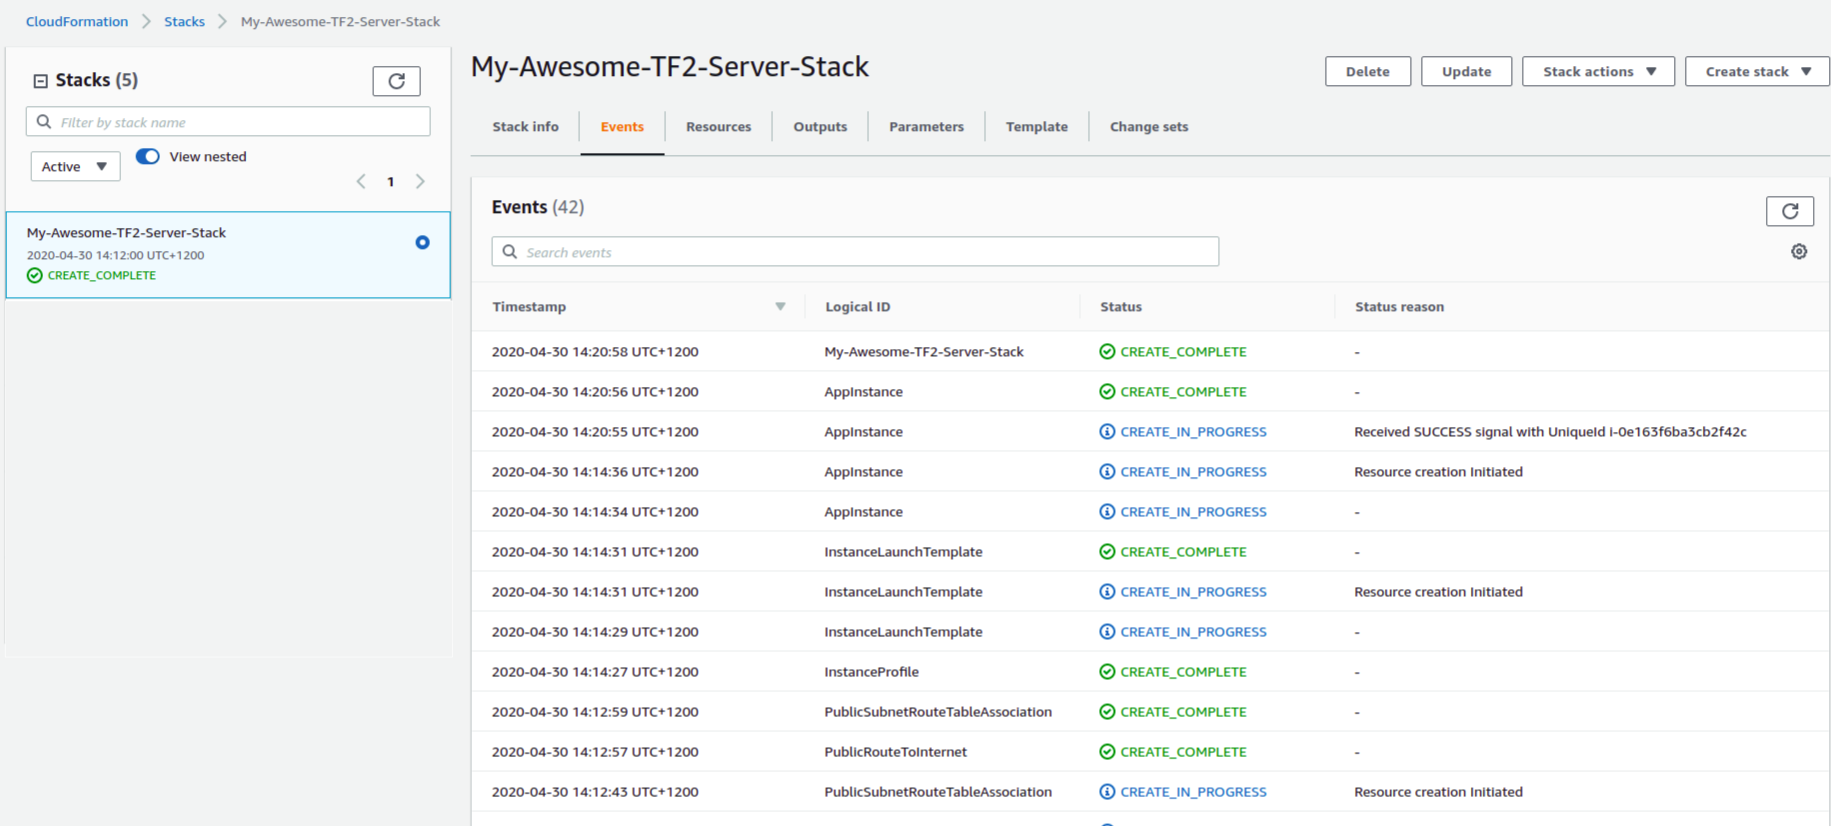 CloudFormation > Stacks > My-Awesome-TF2-Server-Stack
Stacks (5)
Filter by stack name
Active
View nested
1
My-Awesome-TF2-Server-Stack
2020-04-30 14:12:00 UTC+1200
CREATE_COMPLETE
My-Awesome-TF2-Server-Stack
Delete Update Stack actions Create stack
Stack info Events Resources Outputs Parameters Template Change sets
Events (42)
Search events
Timestamp Logical ID Status Status reason
2020-04-30 14:20:58 UTC+1200 My-Awesome-TF2-Server-Stack CREATE_COMPLETE -
2020-04-30 14:20:56 UTC+1200 AppInstance CREATE_COMPLETE -
2020-04-30 14:20:55 UTC+1200 AppInstance CREATE_IN_PROGRESS Received SUCCESS signal with UniqueId i-0e163f6ba3cb2f42c
2020-04-30 14:14:36 UTC+1200 AppInstance CREATE_IN_PROGRESS Resource creation Initiated
2020-04-30 14:14:34 UTC+1200 AppInstance CREATE_IN_PROGRESS -
2020-04-30 14:14:31 UTC+1200 InstanceLaunchTemplate CREATE_COMPLETE -
2020-04-30 14:14:31 UTC+1200 InstanceLaunchTemplate CREATE_IN_PROGRESS Resource creation Initiated
2020-04-30 14:14:29 UTC+1200 InstanceLaunchTemplate CREATE_IN_PROGRESS -
2020-04-30 14:14:27 UTC+1200 InstanceProfile CREATE_COMPLETE -
2020-04-30 14:12:59 UTC+1200 PublicSubnetRouteTableAssociation CREATE_COMPLETE -
2020-04-30 14:12:57 UTC+1200 PublicRouteToInternet CREATE_COMPLETE -
2020-04-30 14:12:43 UTC+1200 PublicSubnetRouteTableAssociation CREATE_IN_PROGRESS Resource creation Initiated